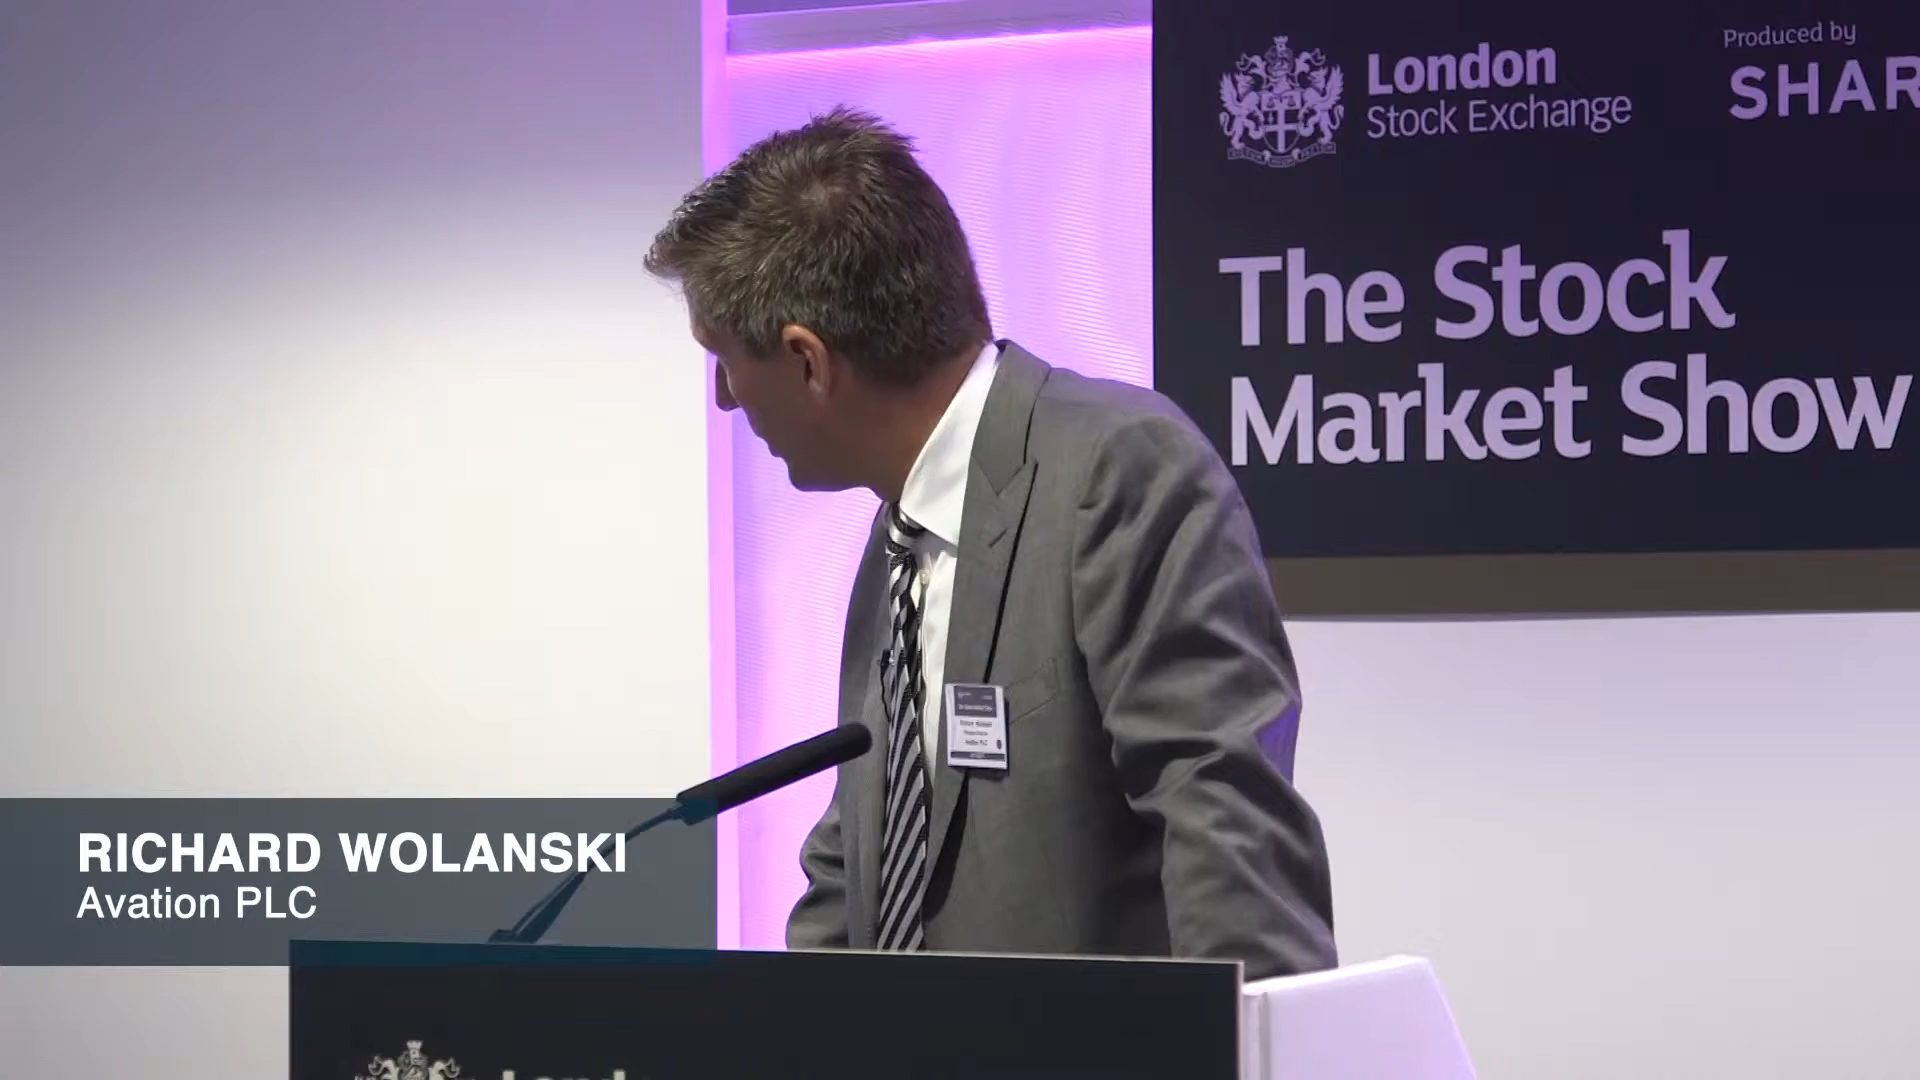 London
Stock Exchange
Produced by
SHAR
The Stock
Market Show
RICHARD WOLANSKI
Avation PLC